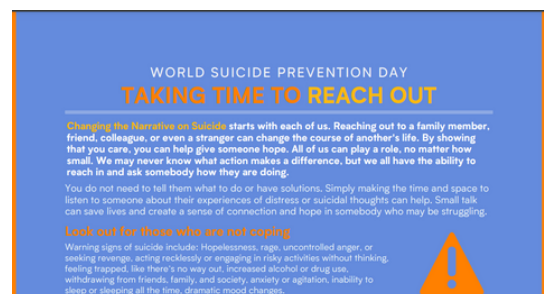 WORLD SUICIDE PREVENTION DAY
TAKING TIME TO REACH OUT
Changing the Narrative on Suicide starts with each of us. Reaching out to a family member,
friend, colleague, or even a stranger can change the course of another's life. By showing
that you care, you can help give someone hope. All of us can play a role, no matter how
small. We may never know what action makes a difference, but we all have the ability to
reach in and ask somebody how they are doing.
You do not need to tell them what to do or have solutions. Simply making the time and space to
listen to someone about their experiences of distress or suicidal thoughts can help. Small talk
can save lives and create a sense of connection and hope in somebody who may be struggling.
Look out for those who are not coping
Warning signs of suicide include: Hopelessness, rage, uncontrolled anger, or
seeking revenge, acting recklessly or engaging in risky activities without thinking,
feeling trapped, like there's no way out, increased alcohol or drug use,
withdrawing from friends, family, and society, anxiety or agitation, inability to
sleep or sleeping all the time, dramatic mood changes.
!